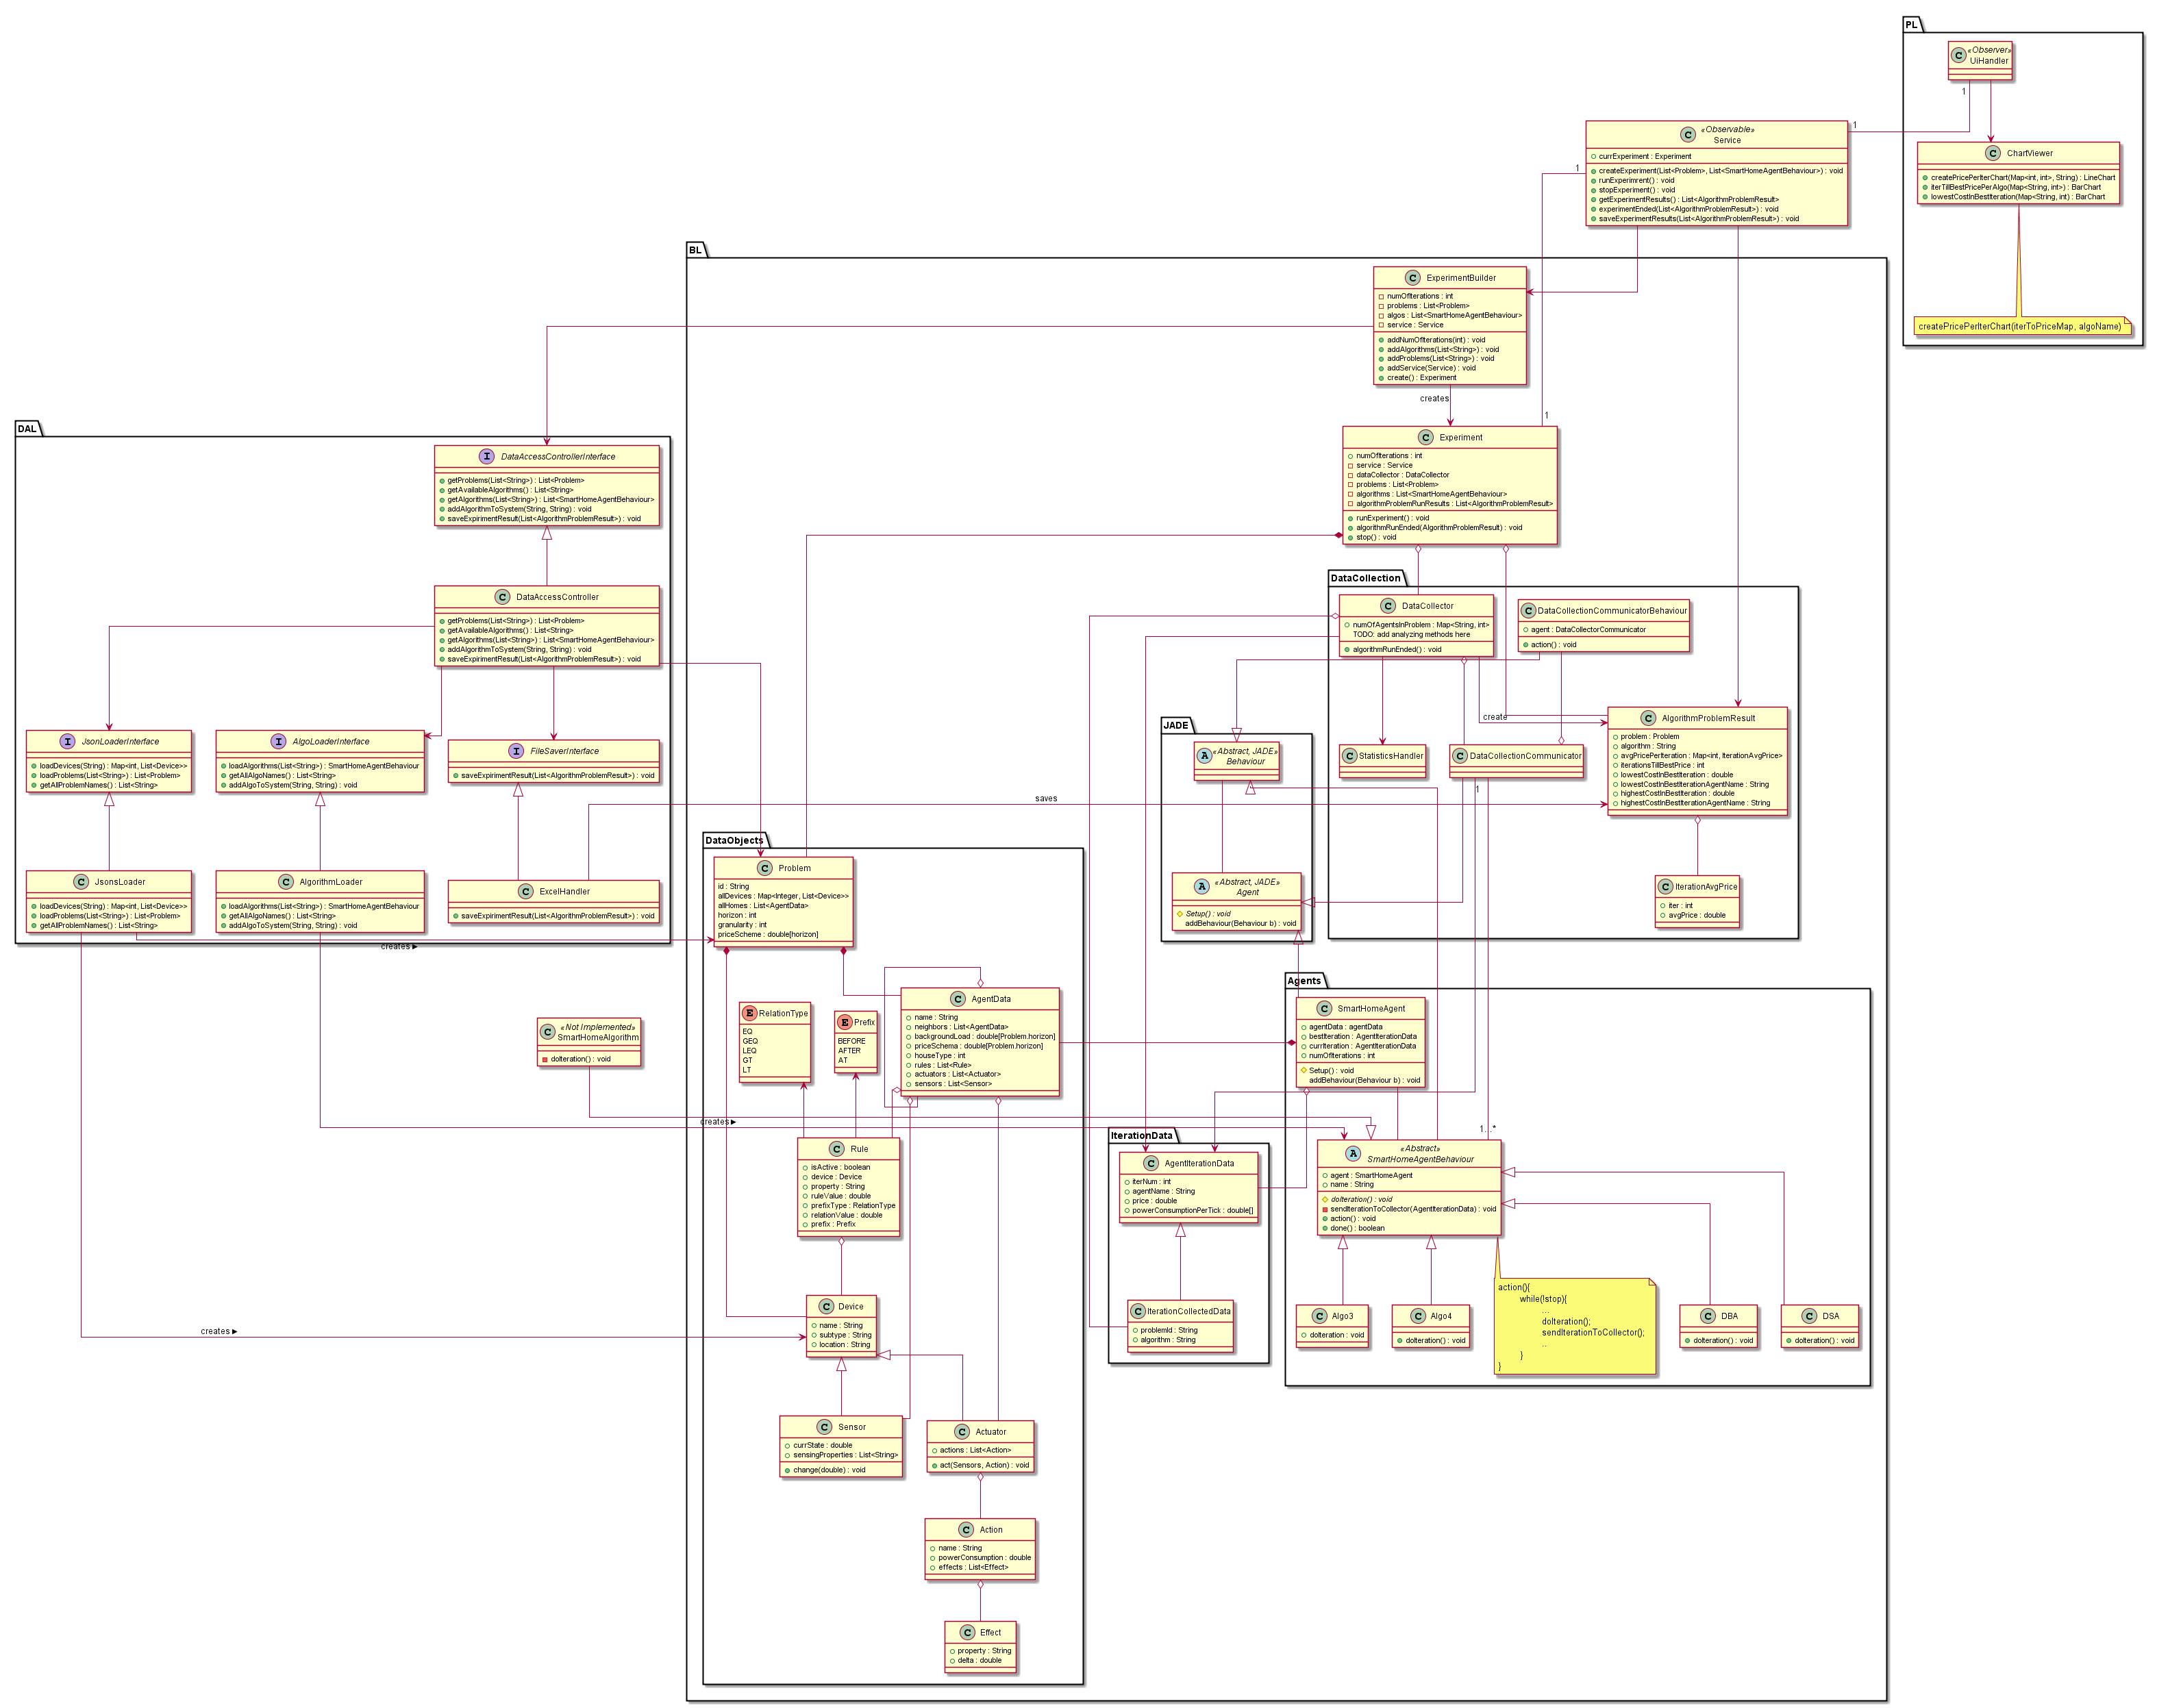 PL
«Observer»
UiHandler
1
1
ChartViewer
createPricePerIterChart(Map<int, int>, String) : LineChart
iterTillBestPricePerAlgo(Map<String, int>) : BarChart
lowestCostInBestIteration(Map<String, int) : BarChart
createPricePerIterChart(iterToPriceMap, algoName)
«Observable»
Service
currExperiment : Experiment
createExperiment(List<Problem>, List<SmartHomeAgentBehaviour>) : void
runExperimrent() : void
stopExperiment() : void
getExperimentResults() : List<AlgorithmProblemResult>
experimentEnded(List<AlgorithmProblemResult>) : void
saveExperimentResults(List<AlgorithmProblemResult>) : void
1
BL
ExperimentBuilder
numOfIterations : int
problems : List<Problem>
algos : List<SmartHomeAgentBehaviour>
service : Service
addNumOfIterations(int) : void
addAlgorithms(List<String>) : void
addProblems(List<String>) : void
addService(Service) : void
create() : Experiment
creates
1
Experiment
numOfIterations : int
service : Service
dataCollector : DataCollector
problems : List<Problem>
algorithms : List<SmartHomeAgentBehaviour>
algorithmProblemRunResults : List<AlgorithmProblemResult>
runExperiment() : void
algorithmRunEnded(AlgorithmProblemResult) : void
stop() : void
DAL
DataAccessControllerInterface
getProblems(List<String>) : List<Problem>
getAvailableAlgorithms() : List<String>
getAlgorithms(List<String>) : List<SmartHomeAgentBehaviour>
addAlgorithmToSystem(String, String) : void
saveExpirimentResult(List<AlgorithmProblemResult>) : void
DataAccessController
getProblems(List<String>) : List<Problem>
getAvailableAlgorithms() : List<String>
getAlgorithms(List<String>) : List<SmartHomeAgentBehaviour>
addAlgorithmToSystem(String, String) : void
saveExpirimentResult(List<AlgorithmProblemResult>) : void
JsonLoaderInterface
loadDevices(String) : Map<int, List<Device>>
loadProblems(List<String>) : List<Problem>
getAllProblemNames() : List<String>
AlgoLoaderInterface
loadAlgorithms(List<String>) : SmartHomeAgentBehaviour
getAllAlgoNames() : List<String>
addAlgoToSystem(String, String) : void
FileSaverInterface
saveExpirimentResult(List<AlgorithmProblemResult>) : void
JsonsLoader
loadDevices(String) : Map<int, List<Device>>
loadProblems(List<String>) : List<Problem>
getAllProblemNames() : List<String>
AlgorithmLoader
loadAlgorithms(List<String>) : SmartHomeAgentBehaviour
getAllAlgoNames() : List<String>
addAlgoToSystem(String, String) : void
ExcelHandler
saveExpirimentResult(List<AlgorithmProblemResult>) : void
creates
DataCollection
DataCollector
numOfAgentsInProblem : Map<String, int>
TODO: add analyzing methods here
algorithmRunEnded() : void
DataCollectionCommunicatorBehaviour
agent : DataCollectorCommunicator
action() : void
create
StatisticsHandler
DataCollectionCommunicator
1
AlgorithmProblemResult
problem : Problem
algorithm : String
avgPricePerIteration : Map<int, IterationAvgPrice>
iterationsTillBestPrice : int
lowestCostInBestIteration : double
lowestCostInBestIterationAgentName : String
highestCostInBestIteration : double
highestCostInBestIterationAgentName : String
IterationAvgPrice
iter : int
avgPrice : double
JADE
«Abstract, JADE»
Behaviour
saves
«Abstract, JADE»
Agent
Setup() : void
addBehaviour(Behaviour b) : void
DataObjects
Problem
id : String
allDevices : Map<Integer, List<Device>>
allHomes : List<AgentData>
horizon : int
granularity : int
priceScheme : double[horizon]
RelationType
EQ
GEQ
LEQ
GT
LT
Prefix
BEFORE
AFTER
AT
AgentData
name : String
neighbors : List<AgentData>
backgroundLoad : double[Problem.horizon]
priceSchema : double[Problem.horizon]
houseType : int
rules : List<Rule>
actuators : List<Actuator>
sensors : List<Sensor>
«Not Implemented»
SmartHomeAlgorithm
doIteration() : void
creates
Rule
isActive : boolean
device : Device
property : String
ruleValue : double
prefixType : RelationType
relationValue : double
prefix : Prefix
creates
Device
name : String
subtype : String
location : String
Sensor
currState : double
sensingProperties : List<String>
change(double) : void
Actuator
actions : List<Action>
act(Sensors, Action) : void
Action
name : String
powerConsumption : double
effects : List<Effect>
Effect
property : String
delta : double
Agents
SmartHomeAgent
agentData : agentData
bestIteration : AgentIterationData
currIteration : AgentIterationData
numOfIterations : int
Setup() : void
addBehaviour(Behaviour b) : void
1...*
«Abstract»
SmartHomeAgentBehaviour
agent : SmartHomeAgent
name : String
doIteration() : void
sendIterationToCollector(AgentIterationData) : void
action() : void
done() : boolean
IterationData
AgentIterationData
iterNum : int
agentName : String
price : double
powerConsumptionPerTick : double[]
IterationCollectedData
problemId : String
algorithm : String
Algo3
doIteration : void
Algo4
doIteration() : void
action(){
while(!stop){
...
doIteration();
sendIterationToCollector();
..
}
}
DBA
doIteration() : void
DSA
doIteration() : void